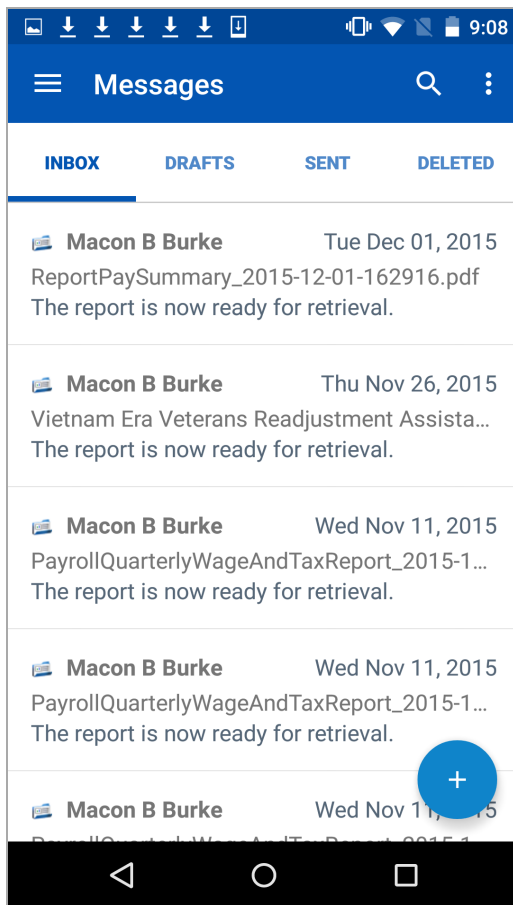 9:08
Messages
INBOX DRAFTS SENT DELETED
Macon B Burke Tue Dec 01, 2015
ReportPaySummary_2015-12-01-162916.pdf
The report is now ready for retrieval.
Macon B Burke Thu Nov 26, 2015
Vietnam Era Veterans Readjustment Assista...
The report is now ready for retrieval.
Macon B Burke Wed Nov 11, 2015
PayrollQuarterlyWageAndTaxReport_2015-1...
The report is now ready for retrieval.
Macon B Burke Wed Nov 11, 2015
PayrollQuarterlyWageAndTaxReport_2015-1...
The report is now ready for retrieval.
Macon B Burke Wed Nov